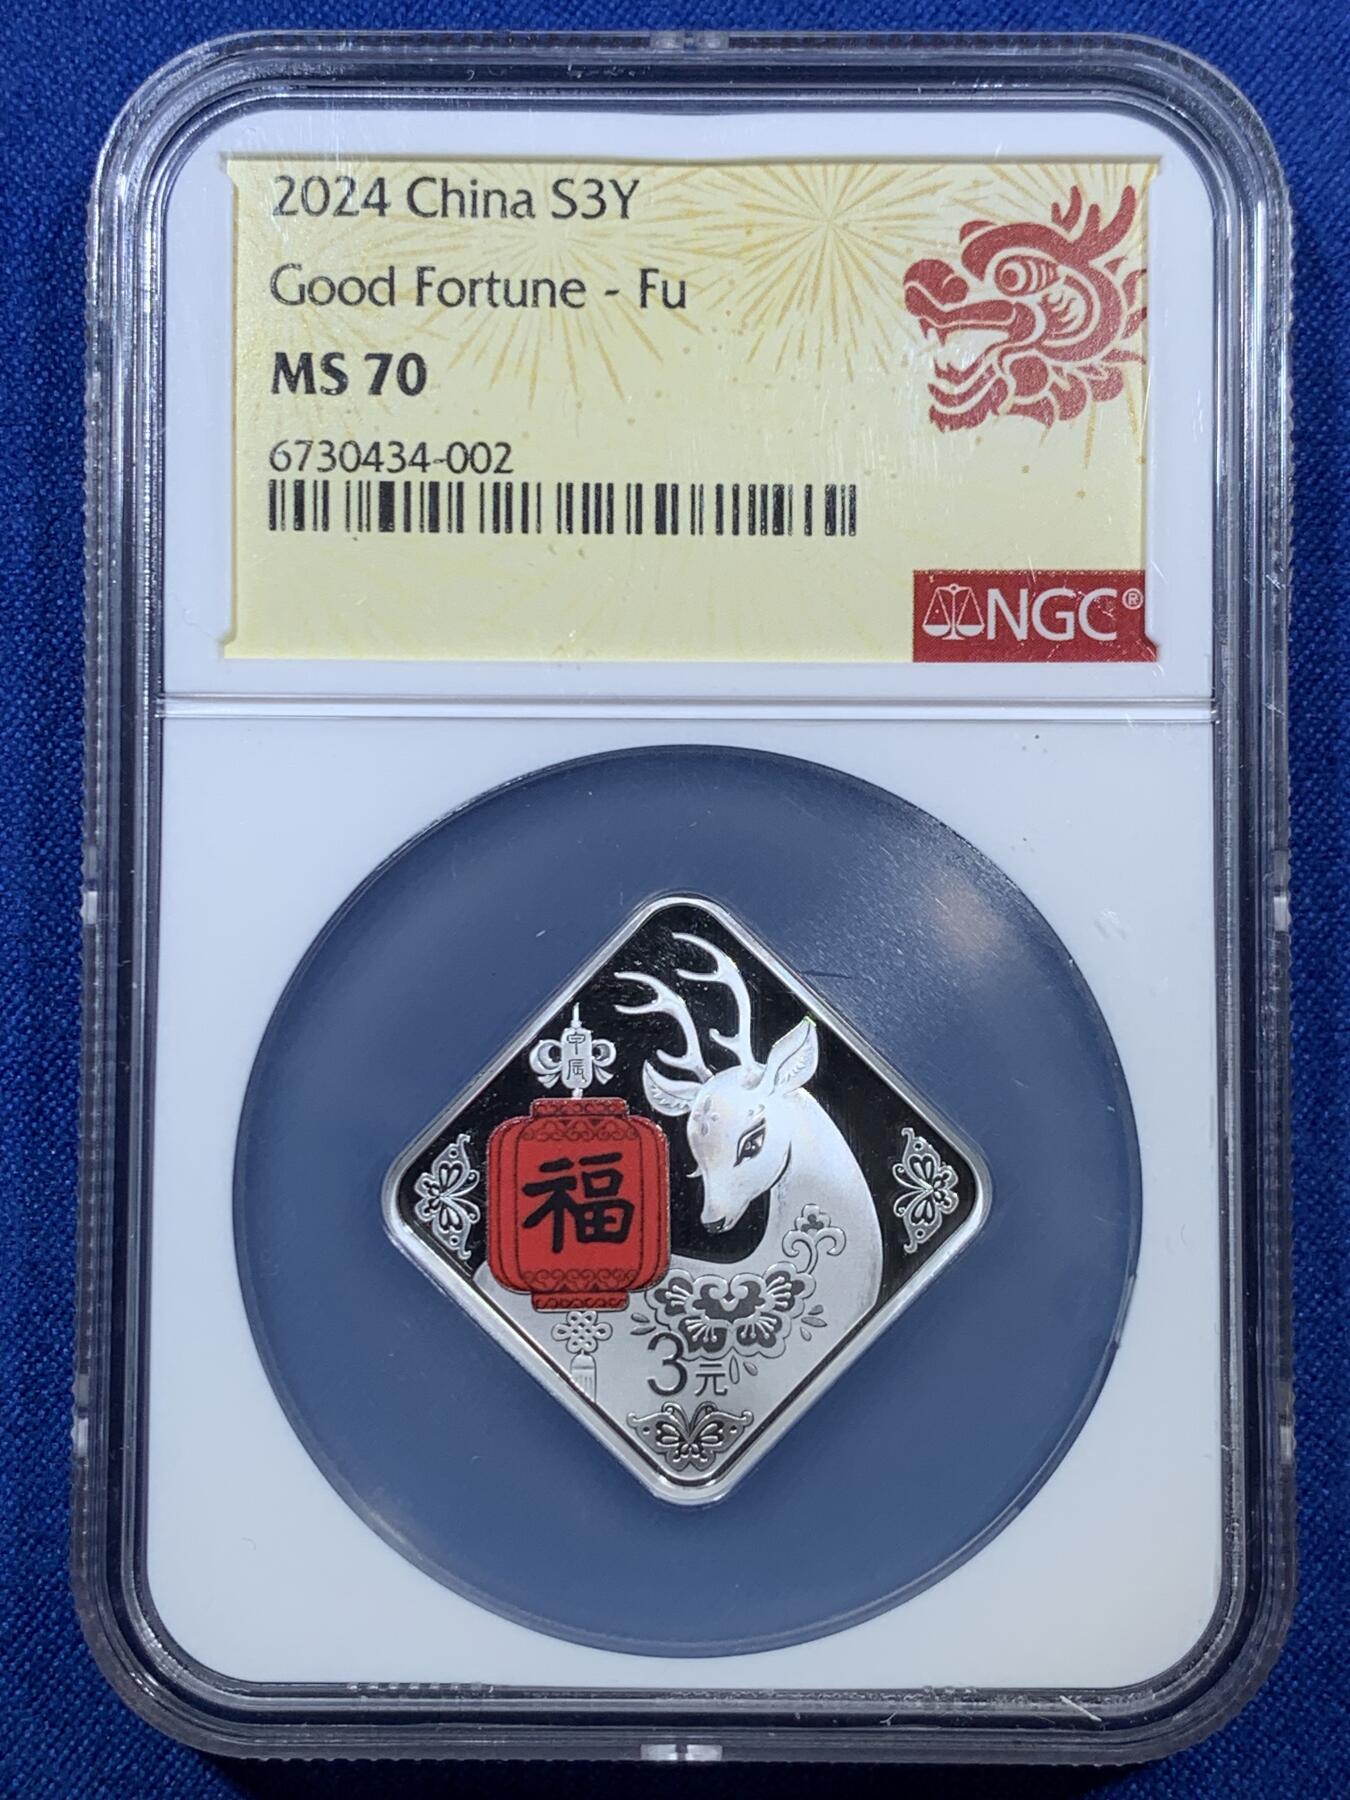 2024 China S3Y
Good Fortune - Fu
MS 70
6730434-002
NGC®
甲辰
福
3元